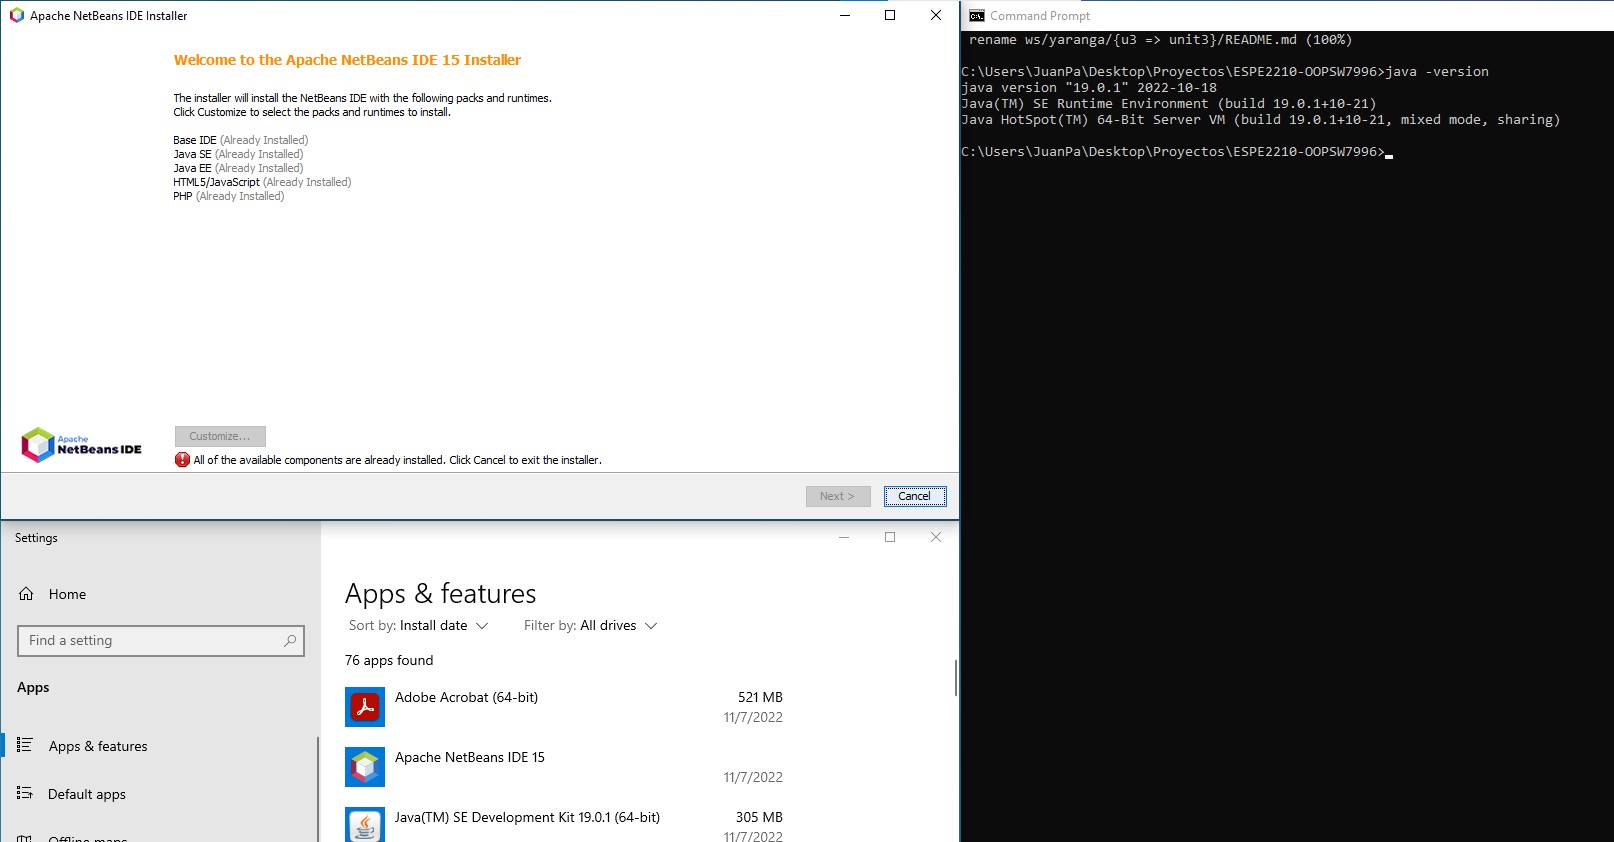 Apache NetBeans IDE Installer
Welcome to the Apache NetBeans IDE 15 Installer
The installer will install the NetBeans IDE with the following packs and runtimes.
Click Customize to select the packs and runtimes to install.
Base IDE (Already Installed)
Java SE (Already Installed)
Java EE (Already Installed)
HTML5/JavaScript (Already Installed)
PHP (Already Installed)
Apache
NetBeans IDE
Customize...
All of the available components are already installed. Click Cancel to exit the installer.
Next >
Cancel
Settings
Home
Find a setting
Apps
Apps & features
Default apps
Offline maps
Apps & features
Sort by: Install date
Filter by: All drives
76 apps found
Adobe Acrobat (64-bit)
521 MB
11/7/2022
Apache NetBeans IDE 15
11/7/2022
Java(TM) SE Development Kit 19.0.1 (64-bit)
305 MB
11/7/2022
C:\.
Command Prompt
rename ws/yaranga/{u3 => unit3}/README.md (100%)
C:\Users\JuanPa\Desktop\Proyectos\ESPE2210-OOPSW7996>java -version
java version "19.0.1" 2022-10-18
Java(TM) SE Runtime Environment (build 19.0.1+10-21)
Java HotSpot(TM) 64-Bit Server VM (build 19.0.1+10-21, mixed mode, sharing)
C:\Users\JuanPa\Desktop\Proyectos\ESPE2210-OOPSW7996>